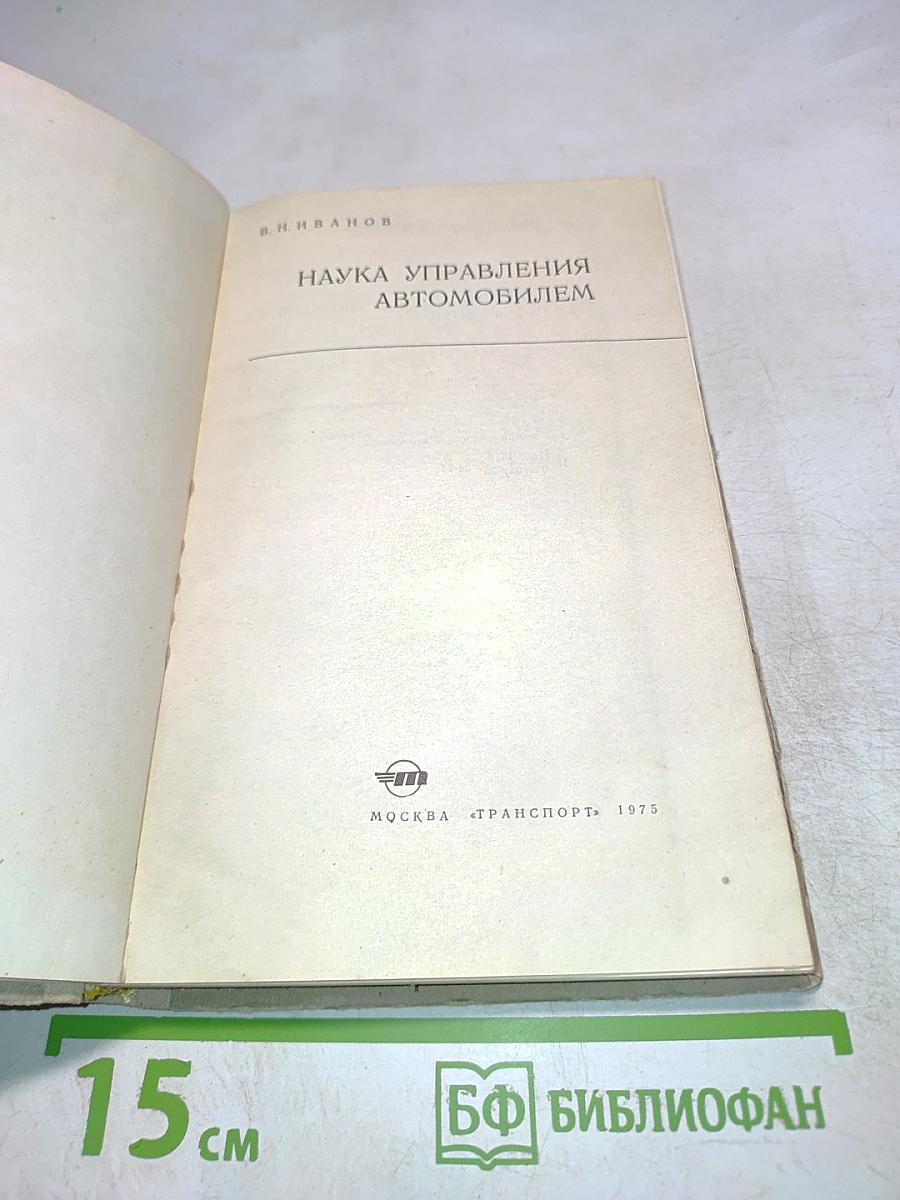 В. Н. ИВАНОВ
НАУКА УПРАВЛЕНИЯ
АВТОМОБИЛЕМ
МОСКВА «ТРАНСПОРТ» 1975
15 см
БФ БИБЛИОФАН